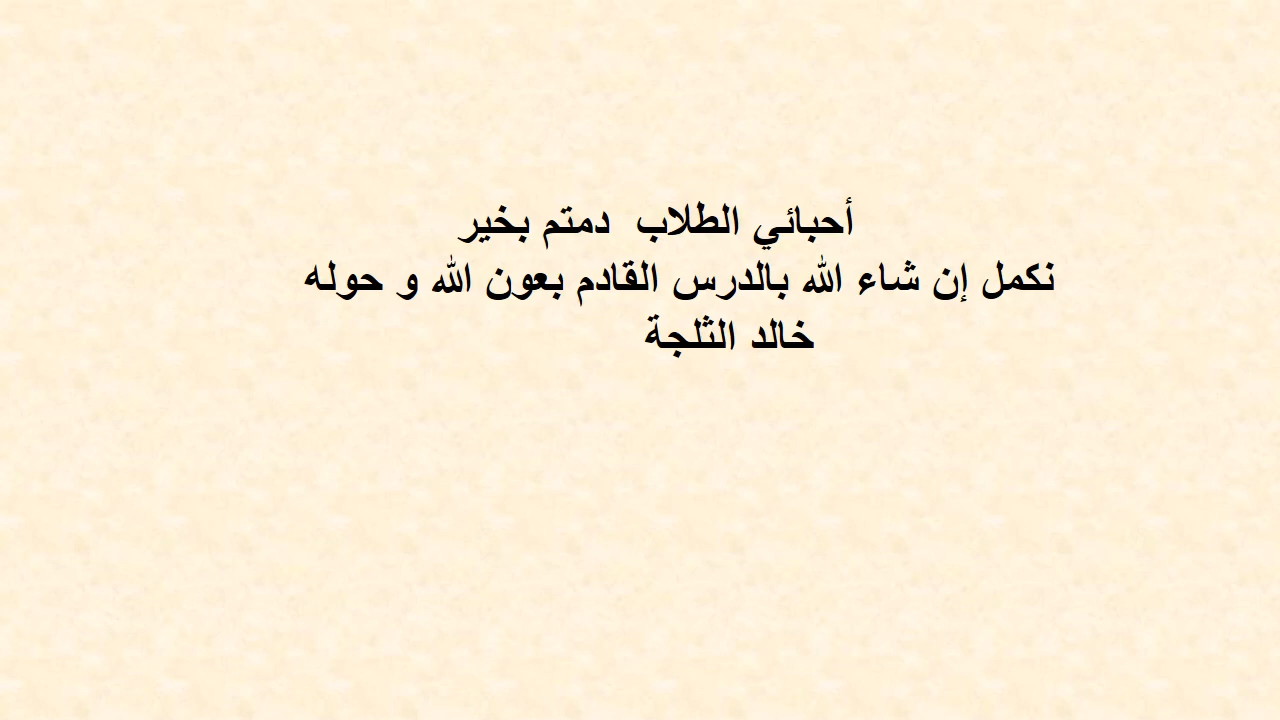 أحبائي الطلاب دمتم بخير
نكمل إن شاء الله بالدرس القادم بعون الله و حوله
خالد الثلجة